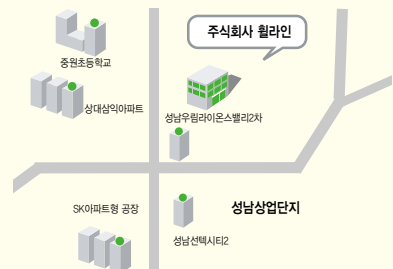 주식회사 휠라인
중원초등학교
상대삼익아파트
성남우림라이온스밸리2차
SK아파트형 공장
성남상업단지
성남선텍시티2